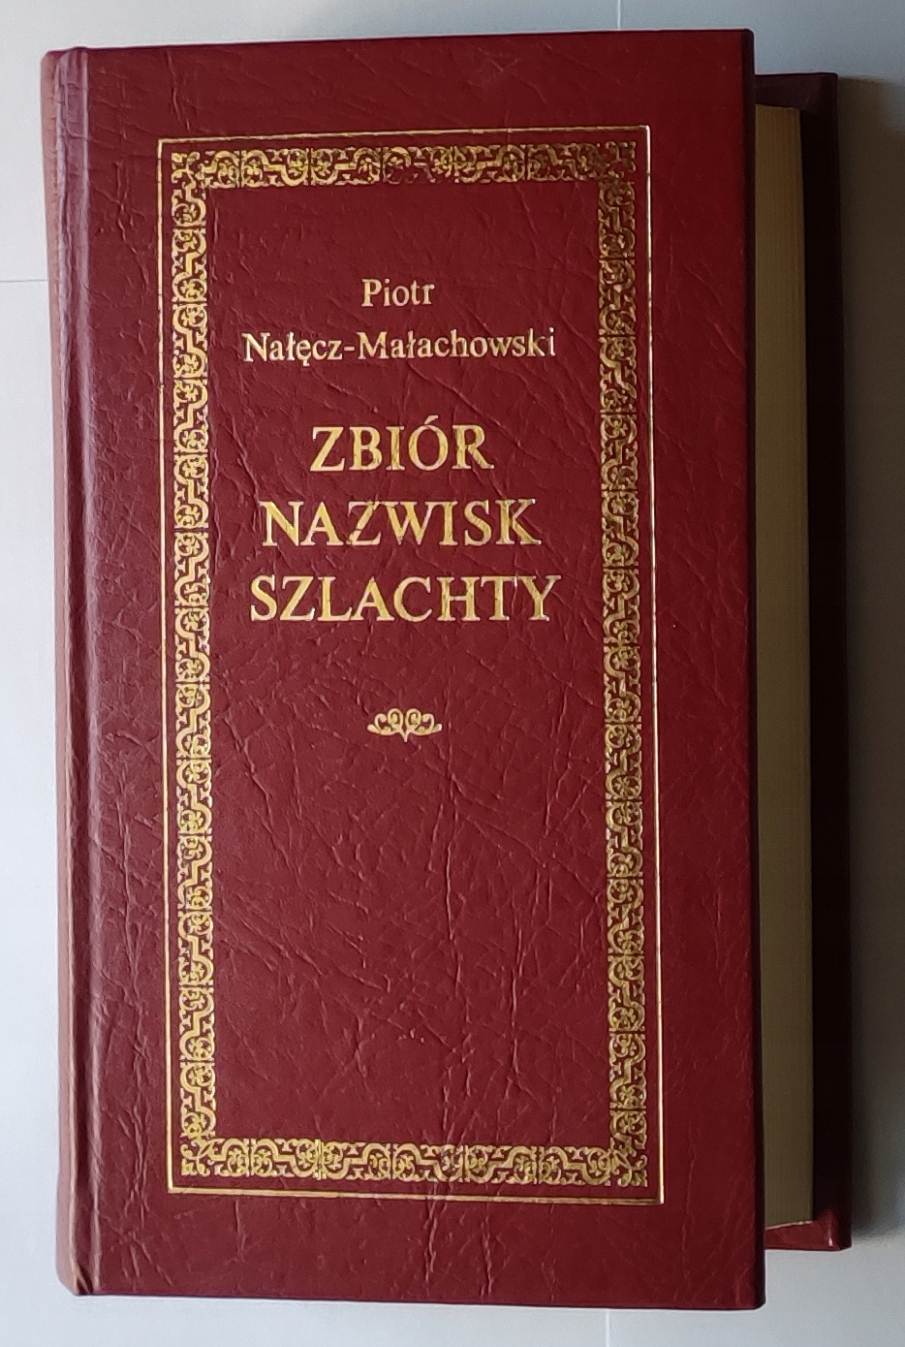 Piotr
Nałęcz-Małachowski
ZBIÓR
NAZWISK
SZLACHTY